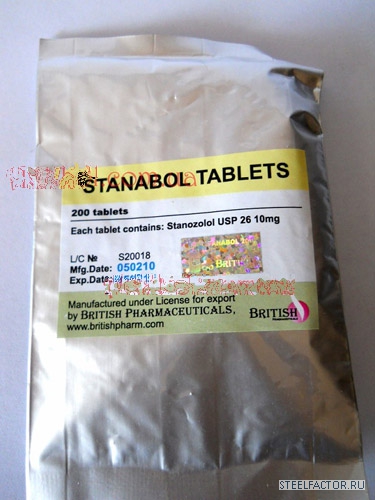 STANABOL TABLETS
200 tablets
Each tablet contains: Stanozolol USP 26 10mg
L/C № S20018
Mfg.Date: 050210
Exp.Date:
Manufactured under License for export
by BRITISH PHARMACEUTICALS,
www.britishpharm.com
BRITISH
STEELFACTOR.RU